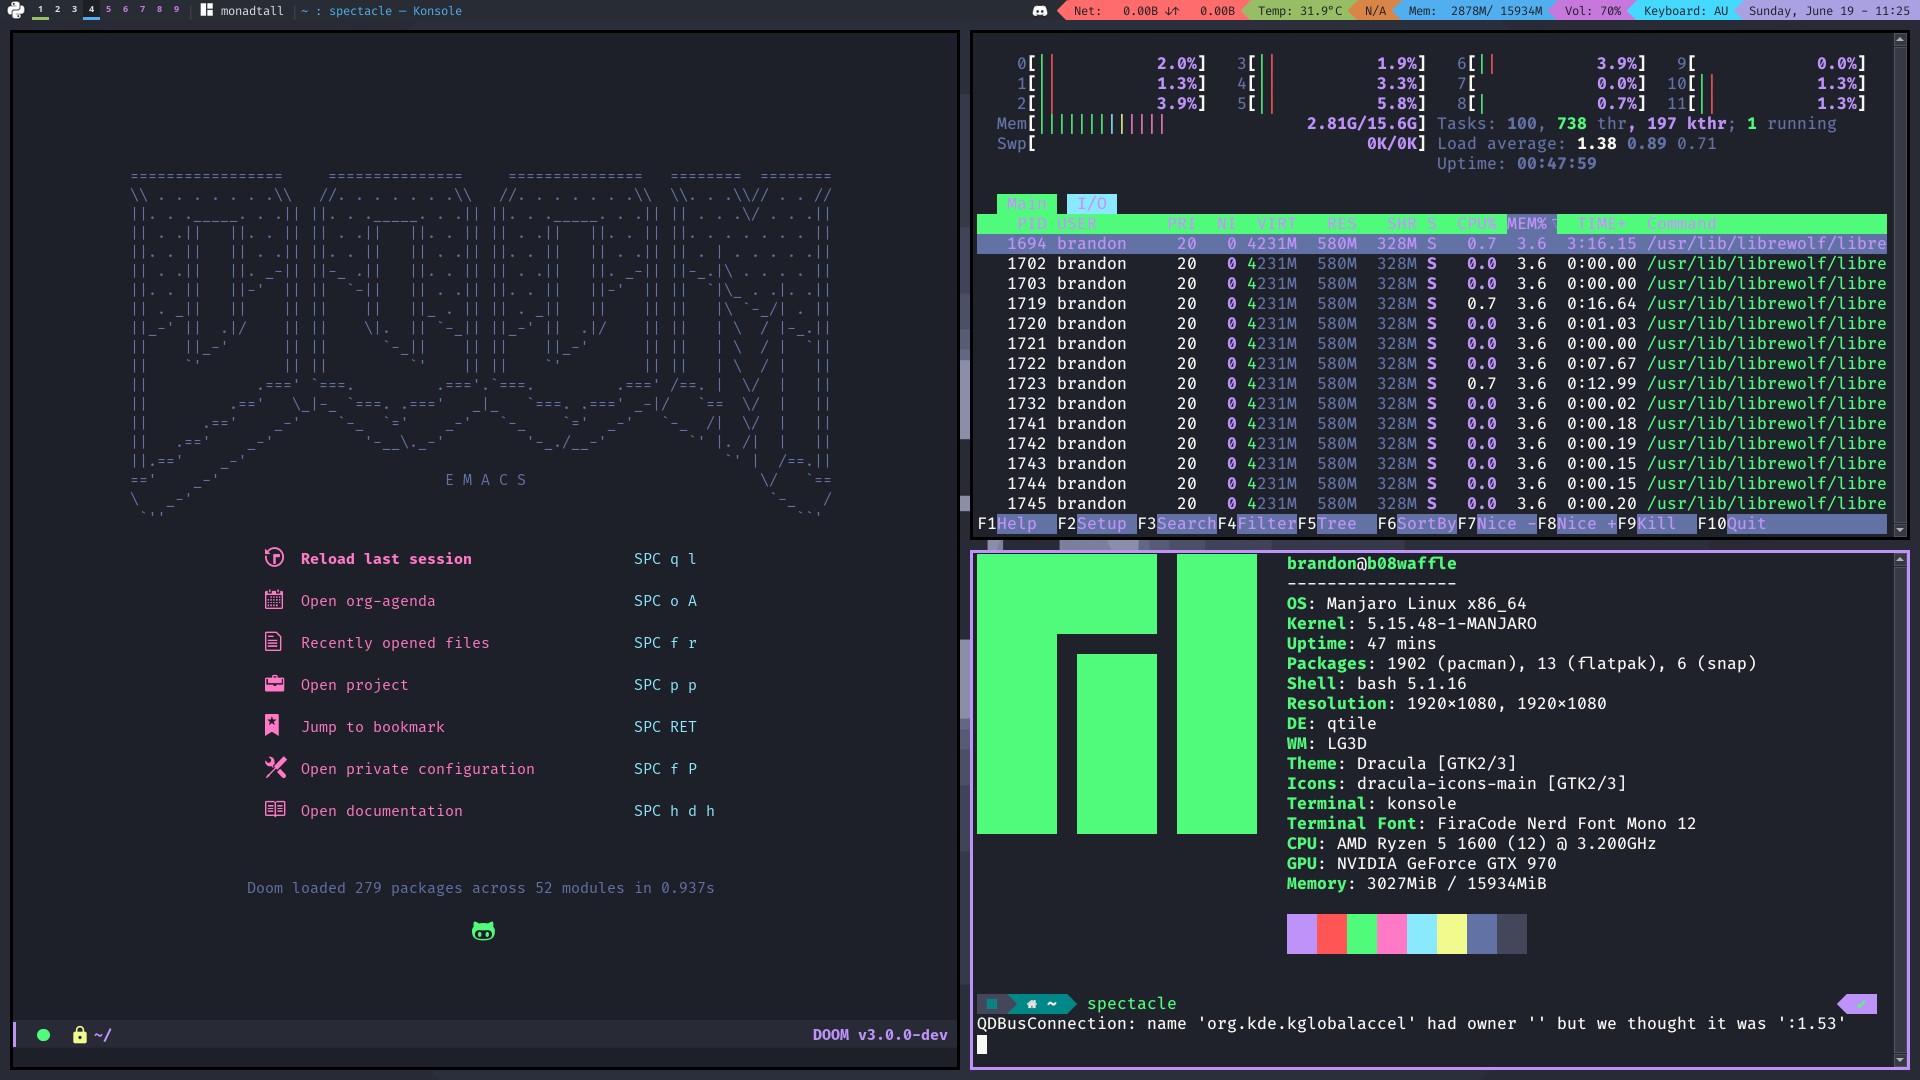 1 2 3 4 5 6 7 8 9 monadtall ~ : spectacle — Konsole
Net: 0.00B ↓↑ 0.00B Temp: 31.9°C N/A Mem: 2878M/ 15934M Vol: 70% Keyboard: AU Sunday, June 19 - 11:25
E M A C S
Reload last session SPC q l
Open org-agenda SPC o A
Recently opened files SPC f r
Open project SPC p p
Jump to bookmark SPC RET
Open private configuration SPC f P
Open documentation SPC h d h
Doom loaded 279 packages across 52 modules in 0.937s
~/ DOOM v3.0.0-dev
0[|| 2.0%] 3[|| 1.9%] 6[|| 3.9%] 9[ 0.0%]
1[|| 1.3%] 4[|| 3.3%] 7[ 0.0%] 10[|| 1.3%]
2[|| 3.9%] 5[|| 5.8%] 8[| 0.7%] 11[|| 1.3%]
Mem[||||||||||||| 2.81G/15.6G] Tasks: 100, 738 thr, 197 kthr; 1 running
Swp[ 0K/0K] Load average: 1.38 0.89 0.71
Uptime: 00:47:59
Main I/O
PID USER PRI NI VIRT RES SHR S CPU% MEM%▽ TIME+ Command
1694 brandon 20 0 4231M 580M 328M S 0.7 3.6 3:16.15 /usr/lib/librewolf/libre
1702 brandon 20 0 4231M 580M 328M S 0.0 3.6 0:00.00 /usr/lib/librewolf/libre
1703 brandon 20 0 4231M 580M 328M S 0.0 3.6 0:00.00 /usr/lib/librewolf/libre
1719 brandon 20 0 4231M 580M 328M S 0.7 3.6 0:16.64 /usr/lib/librewolf/libre
1720 brandon 20 0 4231M 580M 328M S 0.0 3.6 0:01.03 /usr/lib/librewolf/libre
1721 brandon 20 0 4231M 580M 328M S 0.0 3.6 0:00.00 /usr/lib/librewolf/libre
1722 brandon 20 0 4231M 580M 328M S 0.0 3.6 0:07.67 /usr/lib/librewolf/libre
1723 brandon 20 0 4231M 580M 328M S 0.7 3.6 0:12.99 /usr/lib/librewolf/libre
1732 brandon 20 0 4231M 580M 328M S 0.0 3.6 0:00.02 /usr/lib/librewolf/libre
1741 brandon 20 0 4231M 580M 328M S 0.0 3.6 0:00.18 /usr/lib/librewolf/libre
1742 brandon 20 0 4231M 580M 328M S 0.0 3.6 0:00.19 /usr/lib/librewolf/libre
1743 brandon 20 0 4231M 580M 328M S 0.0 3.6 0:00.15 /usr/lib/librewolf/libre
1744 brandon 20 0 4231M 580M 328M S 0.0 3.6 0:00.15 /usr/lib/librewolf/libre
1745 brandon 20 0 4231M 580M 328M S 0.0 3.6 0:00.20 /usr/lib/librewolf/libre
F1Help F2Setup F3SearchF4FilterF5Tree F6SortByF7Nice -F8Nice +F9Kill F10Quit
brandon@b08waffle
-----------------
OS: Manjaro Linux x86_64
Kernel: 5.15.48-1-MANJARO
Uptime: 47 mins
Packages: 1902 (pacman), 13 (flatpak), 6 (snap)
Shell: bash 5.1.16
Resolution: 1920×1080, 1920×1080
DE: qtile
WM: LG3D
Theme: Dracula [GTK2/3]
Icons: dracula-icons-main [GTK2/3]
Terminal: konsole
Terminal Font: FiraCode Nerd Font Mono 12
CPU: AMD Ryzen 5 1600 (12) @ 3.200GHz
GPU: NVIDIA GeForce GTX 970
Memory: 3027MiB / 15934MiB
~ spectacle ✓
QDBusConnection: name 'org.kde.kglobalaccel' had owner '' but we thought it was ':1.53'